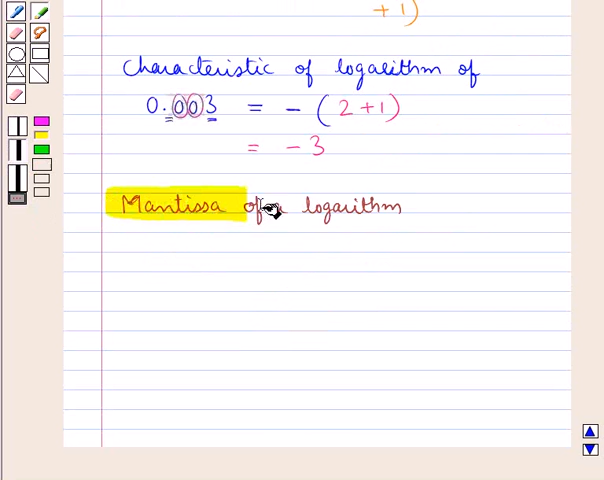 + 1)
Characteristic of logarithm of
0.003 = - (2+1)
= - 3
Mantissa of a logarithm